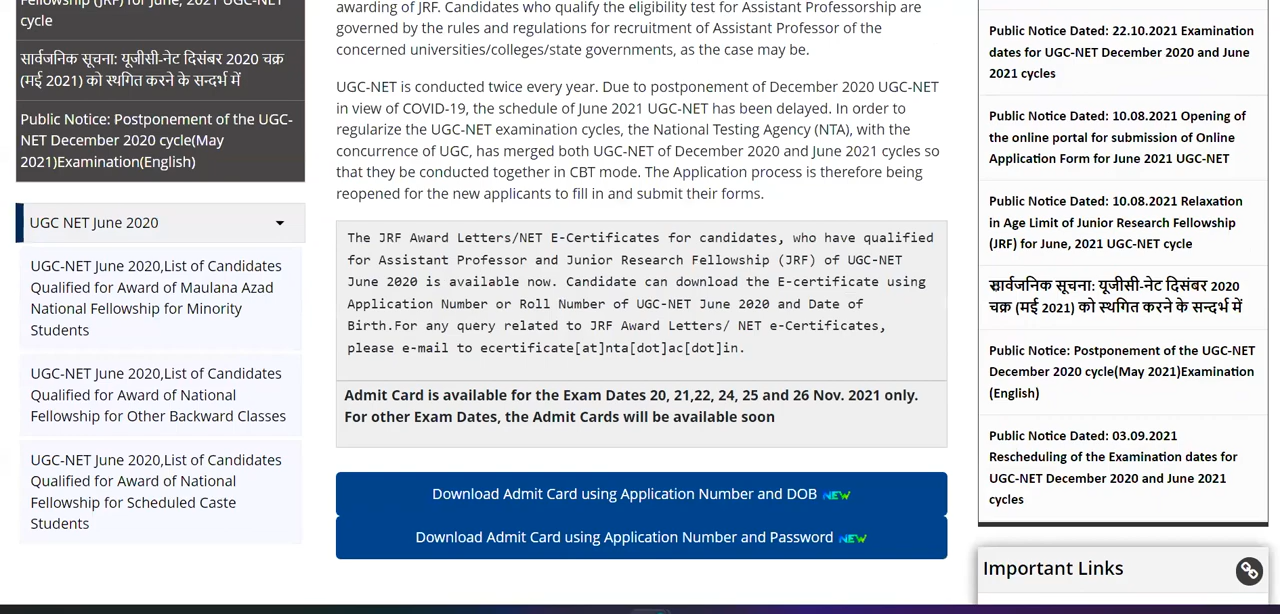 Fellowship (JRF) for June, 2021 UGC-NET
cycle
सार्वजनिक सूचना: यूजीसी-नेट दिसंबर 2020 चक्र
(मई 2021) को स्थगित करने के सन्दर्भ में
Public Notice: Postponement of the UGC-
NET December 2020 cycle(May
2021)Examination(English)
UGC NET June 2020
UGC-NET June 2020,List of Candidates
Qualified for Award of Maulana Azad
National Fellowship for Minority
Students
UGC-NET June 2020,List of Candidates
Qualified for Award of National
Fellowship for Other Backward Classes
UGC-NET June 2020,List of Candidates
Qualified for Award of National
Fellowship for Scheduled Caste
Students
awarding of JRF. Candidates who qualify the eligibility test for Assistant Professorship are
governed by the rules and regulations for recruitment of Assistant Professor of the
concerned universities/colleges/state governments, as the case may be.
UGC-NET is conducted twice every year. Due to postponement of December 2020 UGC-NET
in view of COVID-19, the schedule of June 2021 UGC-NET has been delayed. In order to
regularize the UGC-NET examination cycles, the National Testing Agency (NTA), with the
concurrence of UGC, has merged both UGC-NET of December 2020 and June 2021 cycles so
that they be conducted together in CBT mode. The Application process is therefore being
reopened for the new applicants to fill in and submit their forms.
The JRF Award Letters/NET E-Certificates for candidates, who have qualified
for Assistant Professor and Junior Research Fellowship (JRF) of UGC-NET
June 2020 is available now. Candidate can download the E-certificate using
Application Number or Roll Number of UGC-NET June 2020 and Date of
Birth.For any query related to JRF Award Letters/ NET e-Certificates,
please e-mail to ecertificate[at]nta[dot]ac[dot]in.
Admit Card is available for the Exam Dates 20, 21,22, 24, 25 and 26 Nov. 2021 only.
For other Exam Dates, the Admit Cards will be available soon
Download Admit Card using Application Number and DOB NEW
Download Admit Card using Application Number and Password NEW
Public Notice Dated: 22.10.2021 Examination
dates for UGC-NET December 2020 and June
2021 cycles
Public Notice Dated: 10.08.2021 Opening of
the online portal for submission of Online
Application Form for June 2021 UGC-NET
Public Notice Dated: 10.08.2021 Relaxation
in Age Limit of Junior Research Fellowship
(JRF) for June, 2021 UGC-NET cycle
सार्वजनिक सूचना: यूजीसी-नेट दिसंबर 2020
चक्र (मई 2021) को स्थगित करने के सन्दर्भ में
Public Notice: Postponement of the UGC-NET
December 2020 cycle(May 2021)Examination
(English)
Public Notice Dated: 03.09.2021
Rescheduling of the Examination dates for
UGC-NET December 2020 and June 2021
cycles
Important Links